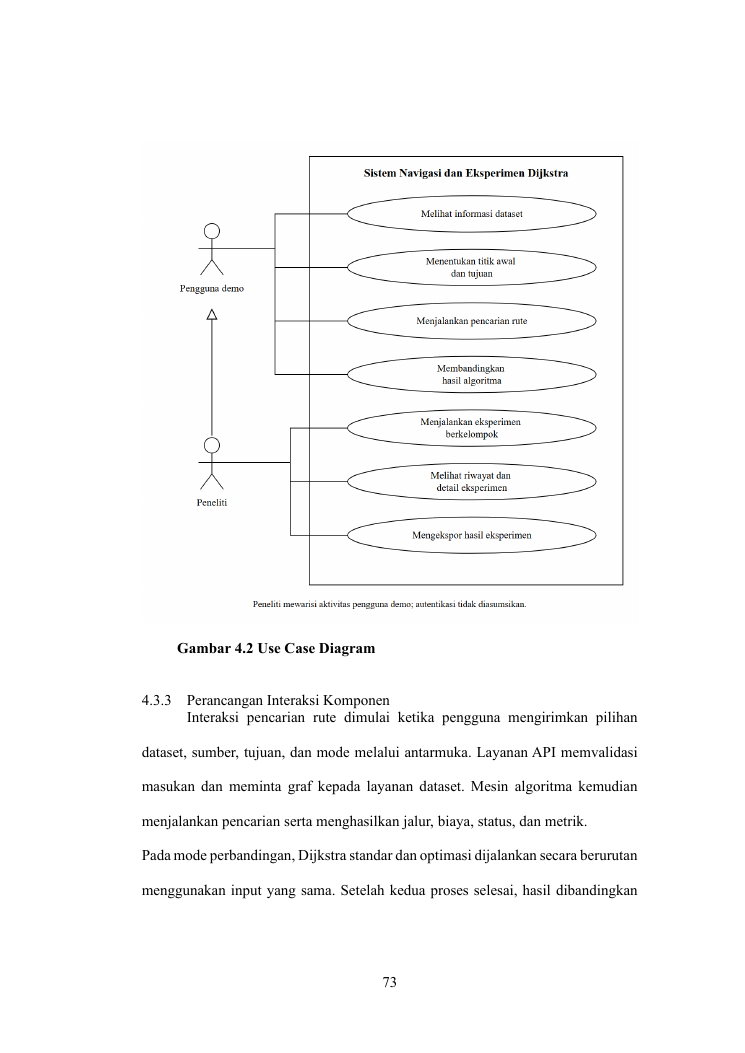 Sistem Navigasi dan Eksperimen Dijkstra
Melihat informasi dataset
Menentukan titik awal
dan tujuan
Pengguna demo
Menjalankan pencarian rute
Membandingkan
hasil algoritma
Menjalankan eksperimen
berkelompok
Melihat riwayat dan
detail eksperimen
Peneliti
Mengekspor hasil eksperimen
Peneliti mewarisi aktivitas pengguna demo; autentikasi tidak diasumsikan.
Gambar 4.2 Use Case Diagram
4.3.3 Perancangan Interaksi Komponen
Interaksi pencarian rute dimulai ketika pengguna mengirimkan pilihan
dataset, sumber, tujuan, dan mode melalui antarmuka. Layanan API memvalidasi
masukan dan meminta graf kepada layanan dataset. Mesin algoritma kemudian
menjalankan pencarian serta menghasilkan jalur, biaya, status, dan metrik.
Pada mode perbandingan, Dijkstra standar dan optimasi dijalankan secara berurutan
menggunakan input yang sama. Setelah kedua proses selesai, hasil dibandingkan
73